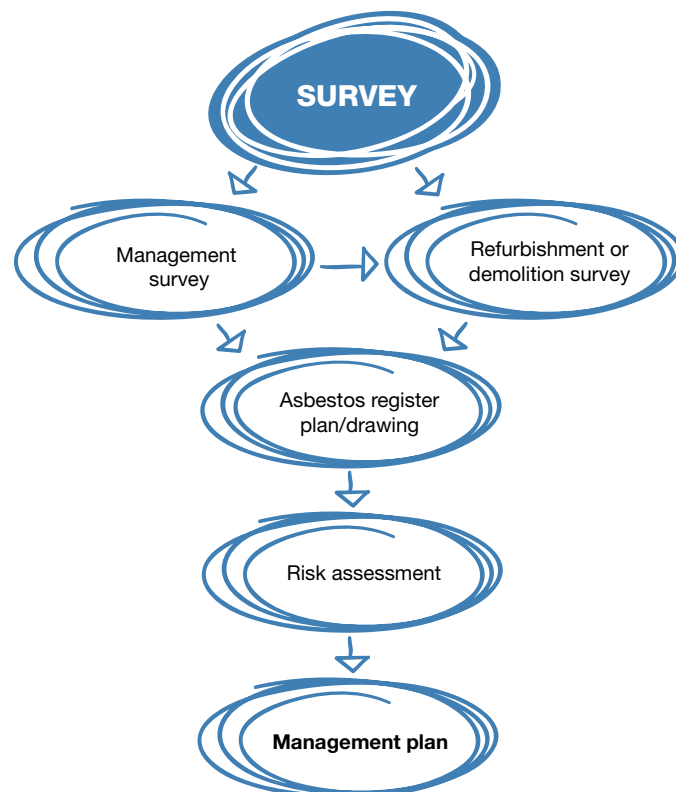 SURVEY
Management
survey
Refurbishment or
demolition survey
Asbestos register
plan/drawing
Risk assessment
Management plan